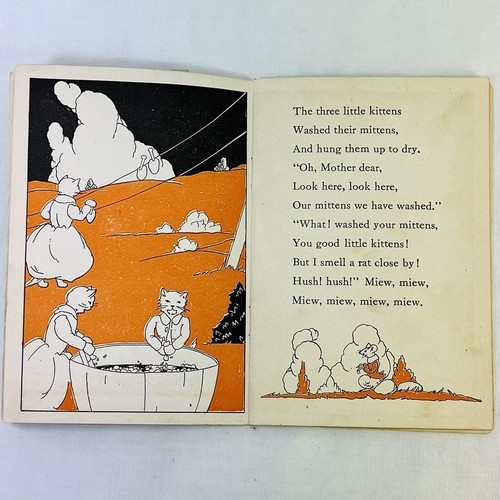 The three little kittens
Washed their mittens,
And hung them up to dry.
“Oh, Mother dear,
Look here, look here,
Our mittens we have washed.”
“What! washed your mittens,
You good little kittens!
But I smell a rat close by!
Hush! hush!” Miew, miew,
Miew, miew, miew, miew.